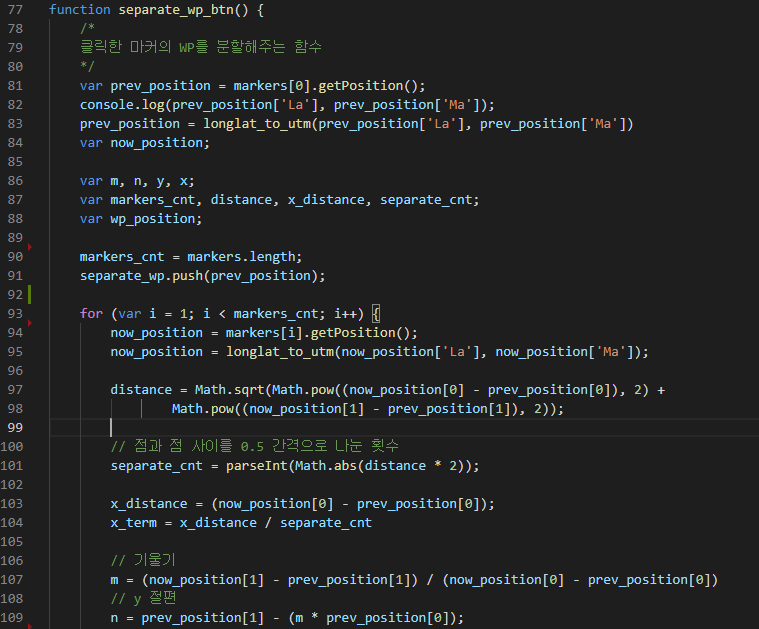 77 function separate_wp_btn() {
78 /*
79 클릭한 마커의 WP를 분할해주는 함수
80 */
81 var prev_position = markers[0].getPosition();
82 console.log(prev_position['La'], prev_position['Ma']);
83 prev_position = longlat_to_utm(prev_position['La'], prev_position['Ma'])
84 var now_position;
85
86 var m, n, y, x;
87 var markers_cnt, distance, x_distance, separate_cnt;
88 var wp_position;
89
90 markers_cnt = markers.length;
91 separate_wp.push(prev_position);
92
93 for (var i = 1; i < markers_cnt; i++) {
94 now_position = markers[i].getPosition();
95 now_position = longlat_to_utm(now_position['La'], now_position['Ma']);
96
97 distance = Math.sqrt(Math.pow((now_position[0] - prev_position[0]), 2) +
98 Math.pow((now_position[1] - prev_position[1]), 2));
99
100 // 점과 점 사이를 0.5 간격으로 나눈 횟수
101 separate_cnt = parseInt(Math.abs(distance * 2));
102
103 x_distance = (now_position[0] - prev_position[0]);
104 x_term = x_distance / separate_cnt
105
106 // 기울기
107 m = (now_position[1] - prev_position[1]) / (now_position[0] - prev_position[0])
108 // y 절편
109 n = prev_position[1] - (m * prev_position[0]);